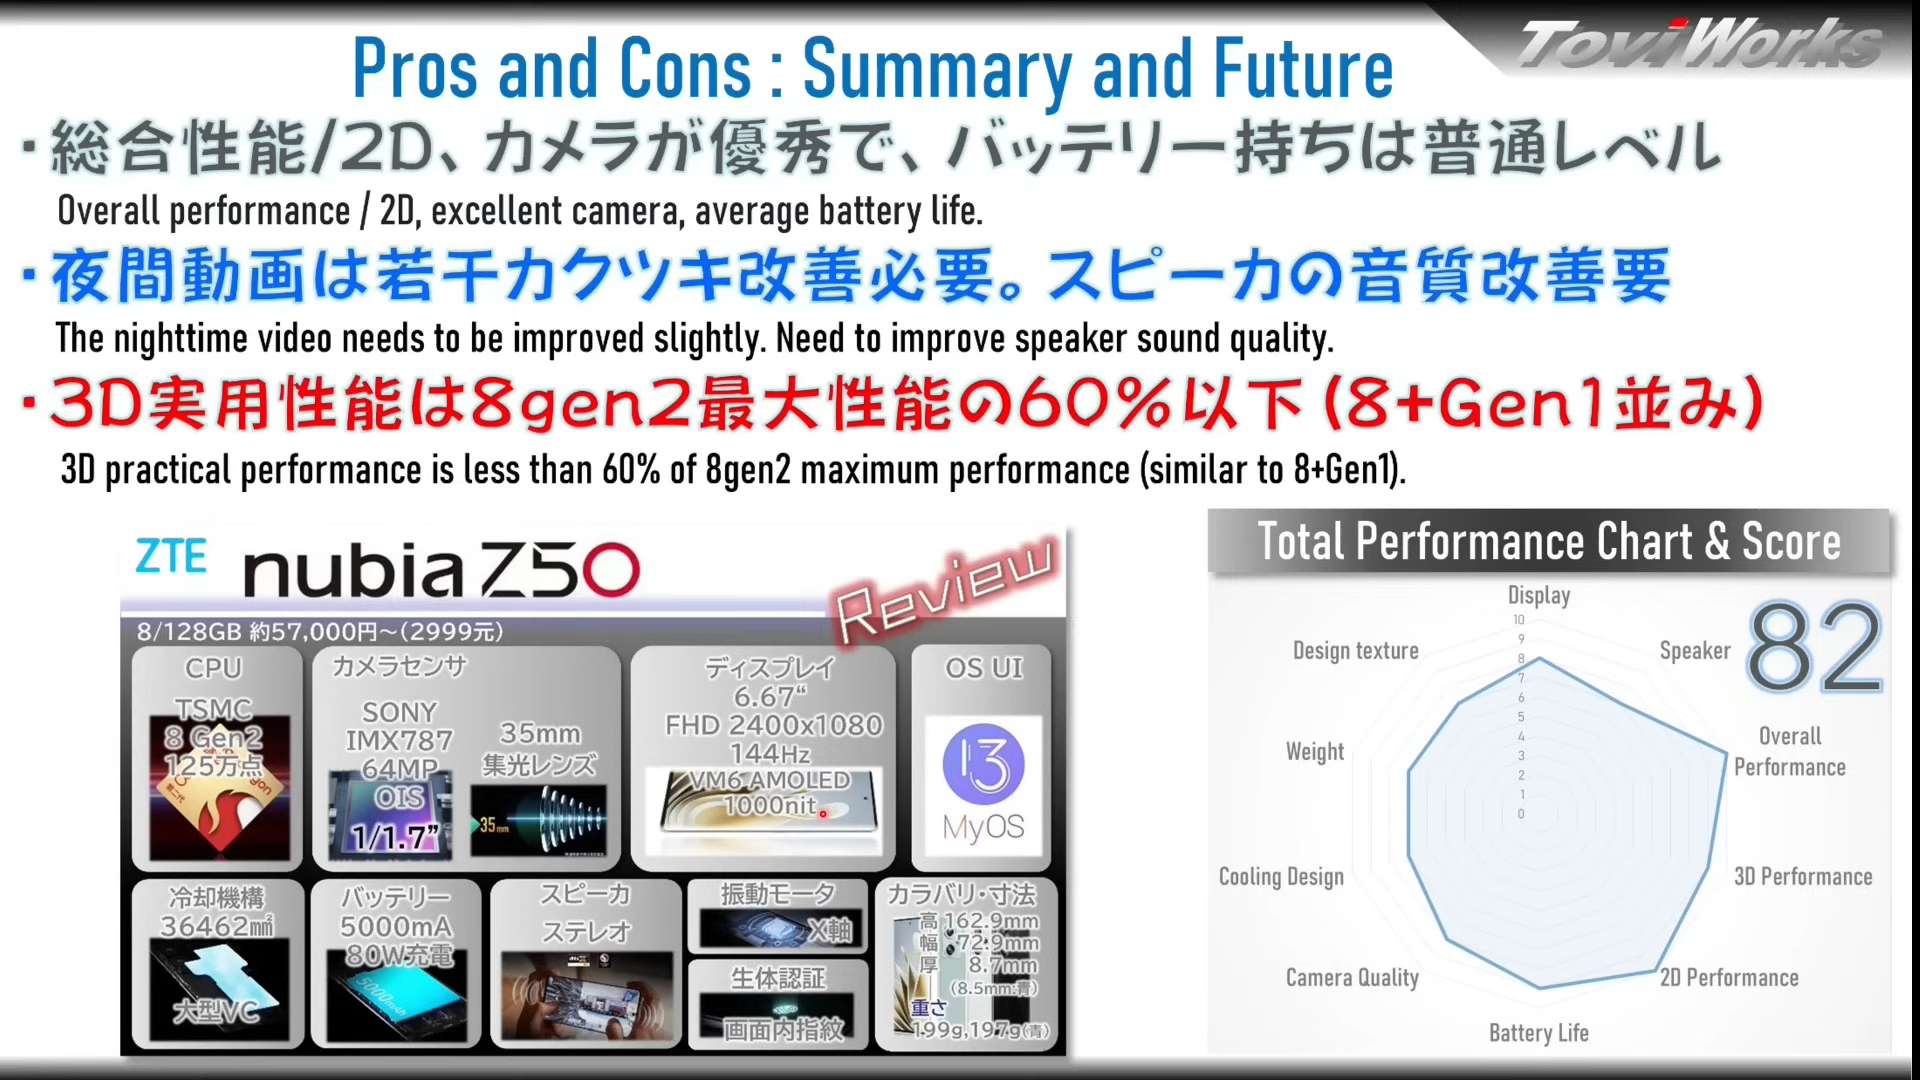 ToviWorks
Pros and Cons : Summary and Future
・総合性能/2D、カメラが優秀で、バッテリー持ちは普通レベル
Overall performance / 2D, excellent camera, average battery life.
・夜間動画は若干カクツキ改善必要。スピーカの音質改善要
The nighttime video needs to be improved slightly. Need to improve speaker sound quality.
・3D実用性能は8gen2最大性能の60%以下(8+Gen1並み)
3D practical performance is less than 60% of 8gen2 maximum performance (similar to 8+Gen1).
ZTE nubia Z50
Review
8/128GB 約57,000円~(2999元)
CPU
TSMC
8 Gen2
125万点
カメラセンサ
SONY
IMX787
64MP
OIS
1/1.7”
35mm
集光レンズ
35mm
ディスプレイ
6.67“
FHD 2400x1080
144Hz
VM6 AMOLED
1000nit
OS UI
13
MyOS
冷却機構
36462m㎡
大型VC
バッテリー
5000mA
80W充電
5000mAh
スピーカ
ステレオ
振動モータ
X軸
生体認証
画面内指紋
カラバリ・寸法
高 162.9mm
幅 72.9mm
厚 8.7mm
(8.5mm:青)
重さ
199g,197g(青)
Total Performance Chart & Score
82
Display
Speaker
Overall
Performance
3D Performance
2D Performance
Battery Life
Camera Quality
Cooling Design
Weight
Design texture
10
9
8
7
6
5
4
3
2
1
0